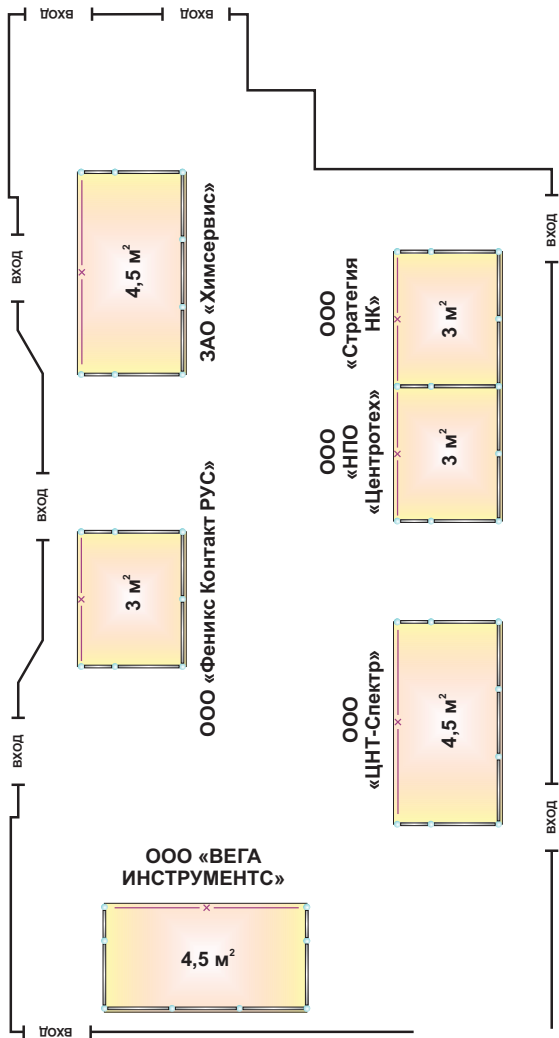 ВХОД
ВХОД
ВХОД
4,5 м²
ЗАО «Химсервис»
ООО
«Стратегия
НК»
3 м²
ВХОД
ООО
«НПО
«Центротех»
3 м²
ВХОД
3 м²
ООО «Феникс Контакт РУС»
ООО
«ЦНТ-Спектр»
4,5 м²
ВХОД
ВХОД
ООО «ВЕГА
ИНСТРУМЕНТС»
4,5 м²
ВХОД